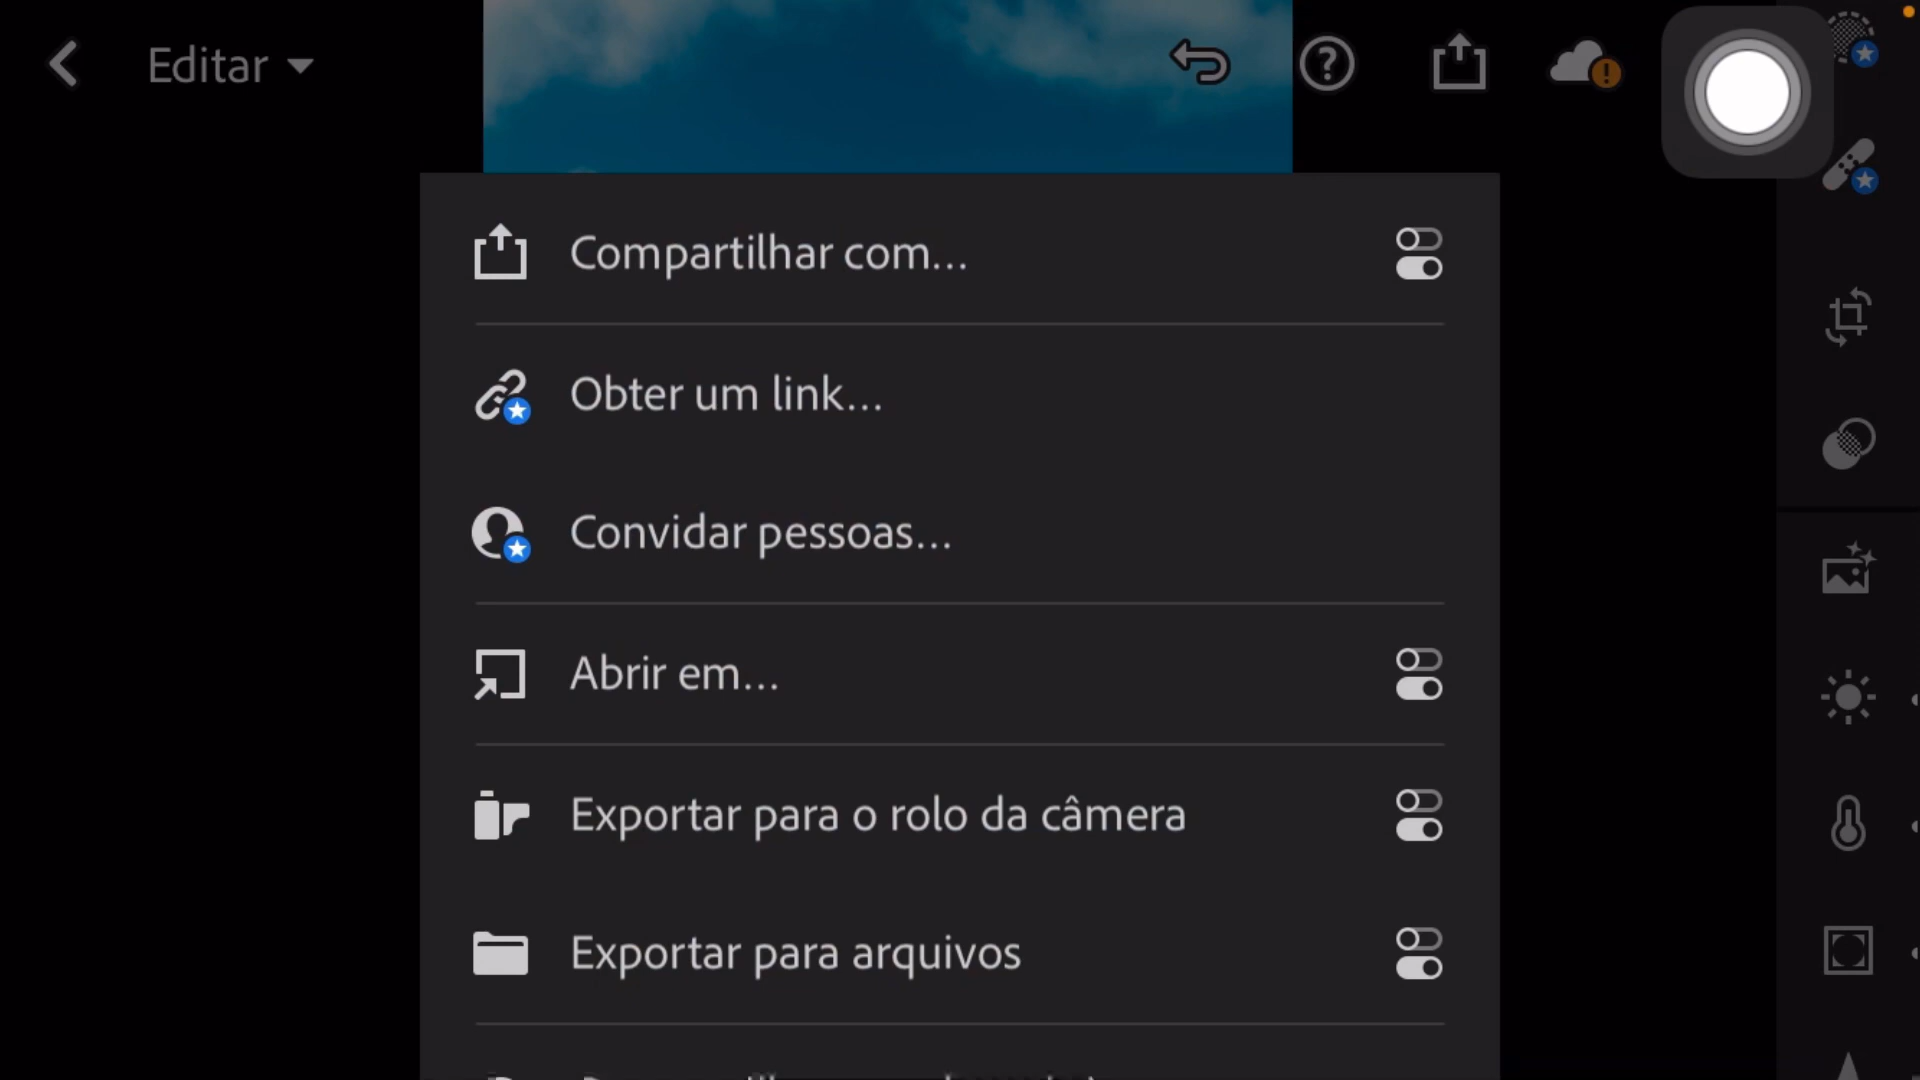 Editar
Compartilhar com...
Obter um link...
Convidar pessoas...
Abrir em...
Exportar para o rolo da câmera
Exportar para arquivos